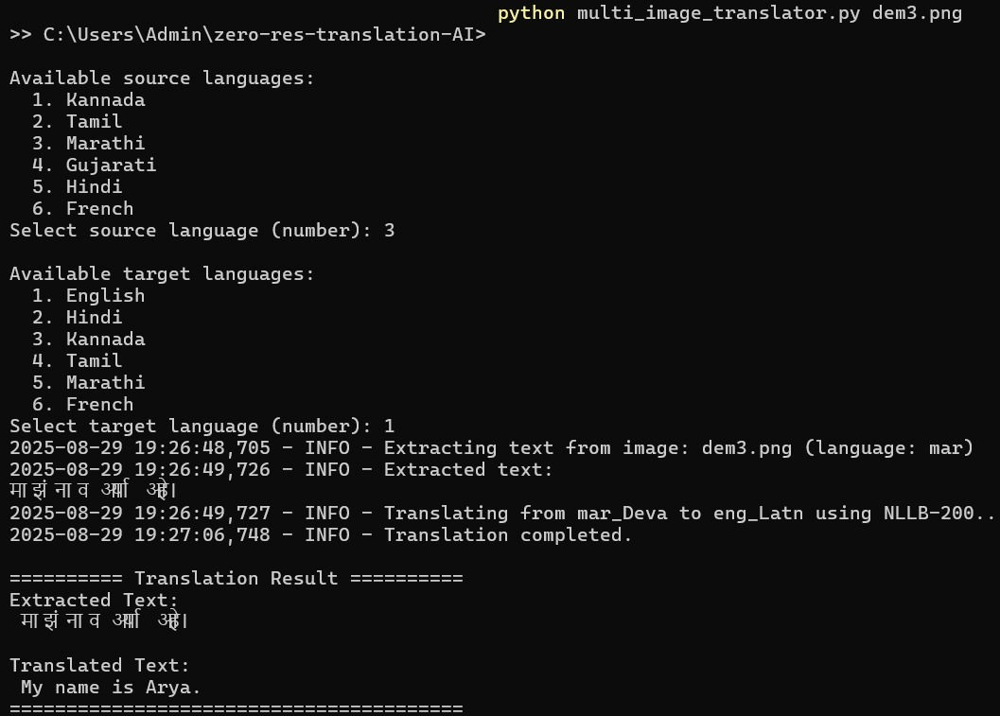 python multi_image_translator.py dem3.png
>> C:\Users\Admin\zero-res-translation-AI>
Available source languages:
1. Kannada
2. Tamil
3. Marathi
4. Gujarati
5. Hindi
6. French
Select source language (number): 3
Available target languages:
1. English
2. Hindi
3. Kannada
4. Tamil
5. Marathi
6. French
Select target language (number): 1
2025-08-29 19:26:48,705 - INFO - Extracting text from image: dem3.png (language: mar)
2025-08-29 19:26:49,726 - INFO - Extracted text:
माझं नाव आर्या आहे।
2025-08-29 19:26:49,727 - INFO - Translating from mar_Deva to eng_Latn using NLLB-200..
2025-08-29 19:27:06,748 - INFO - Translation completed.
========== Translation Result ==========
Extracted Text:
माझं नाव आर्या आहे।
Translated Text:
My name is Arya.
========================================